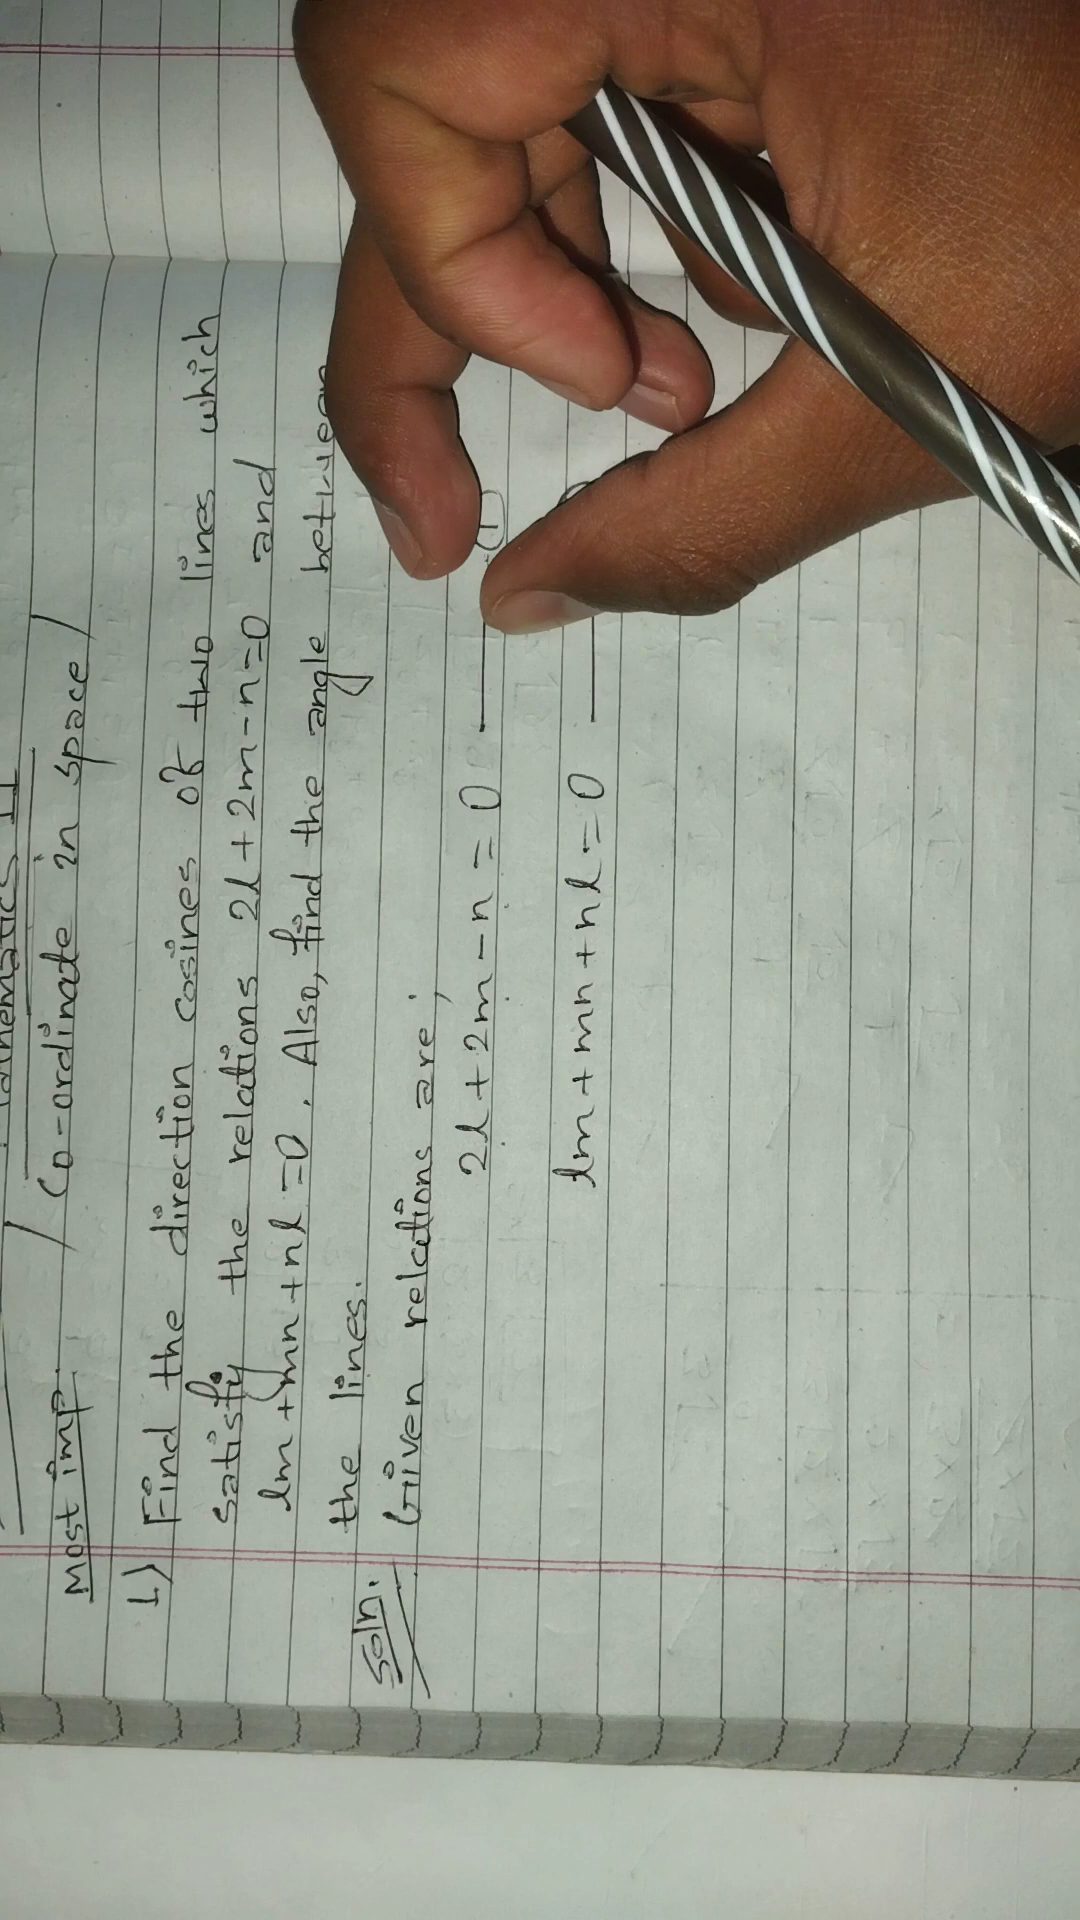 Most imp. / Co-ordinate in space /
1) Find the direction cosines of two lines which
satisfy the relations 2l + 2m - n = 0 and
lm + mn + nl = 0. Also, find the angle between
the lines.
Soln. Given relations are;
2l + 2m - n = 0 — ①
lm + mn + nl = 0 —